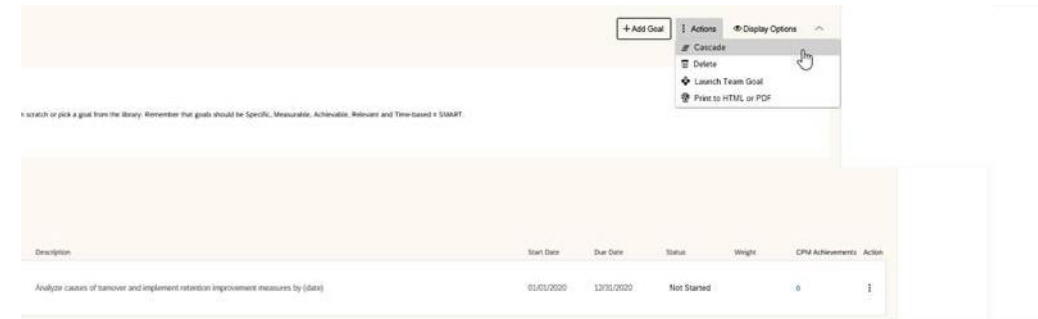 + Add Goal Actions Display Options
Cascade
Delete
Launch Team Goal
Print to HTML or PDF
scratch or pick a goal from the library. Remember that goals should be Specific, Measurable, Achievable, Relevant and Time-based = SMART.
Description Start Date Due Date Status Weight CPM Achievements Action
Analyze causes of turnover and implement retention improvement measures by (date) 01/01/2020 12/31/2020 Not Started 0